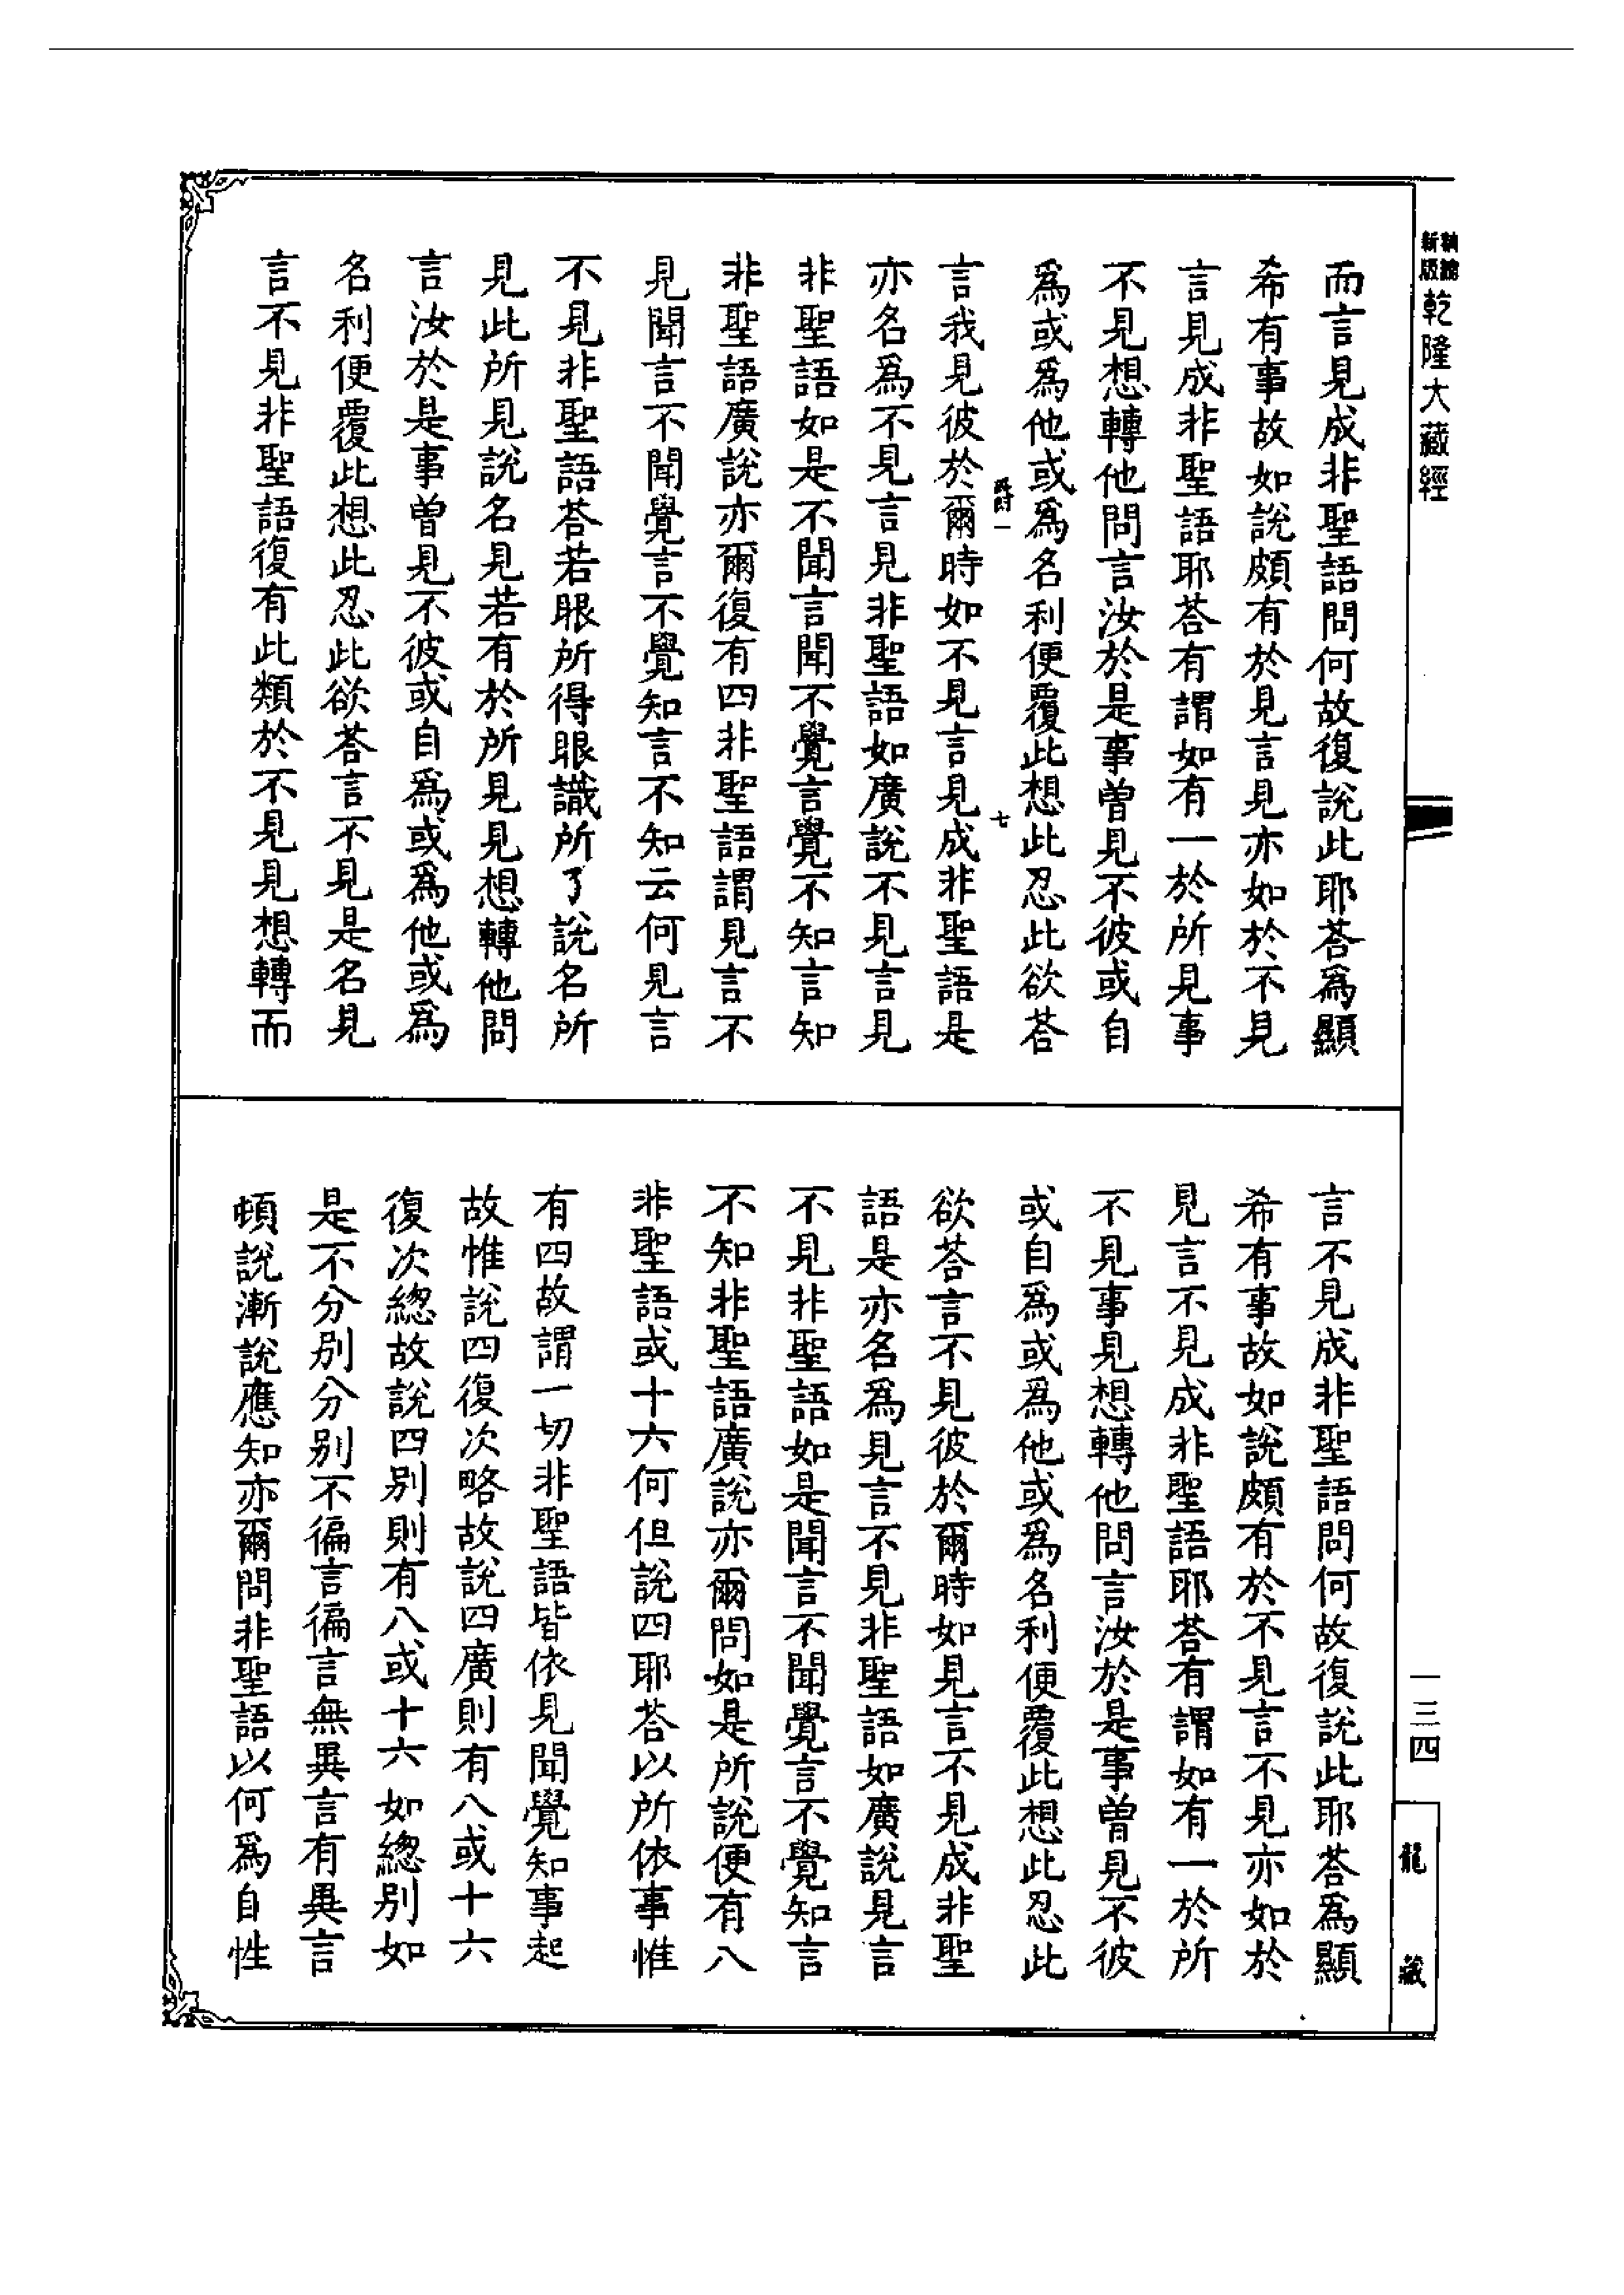 新版
精繪
乾隆大藏經
而言見成非聖語問何故復說此耶荅爲顯
希有事故如說頗有於見言見亦如於不見
言見成非聖語耶荅有謂如有一於所見事
不見想轉他問言汝於是事曾見不彼或自
爲或爲他或爲名利便覆此想此忍此欲荅
七
言我見彼於爾時如不見言見成非聖語是
亦名爲不見言見非聖語如廣說不見言見
非聖語如是不聞言聞不覺言覺不知言知
非聖語廣說亦爾復有四非聖語謂見言不
見聞言不聞覺言不覺知言不知云何見言
不見非聖語荅若眼所得眼識所了說名所
見此所見說名見若有於所見見想轉他問
言汝於是事曾見不彼或自爲或爲他或爲
名利便覆此想此忍此欲荅言不見是名見
言不見非聖語復有此類於不見見想轉而
言不見成非聖語問何故復說此耶荅爲顯
希有事故如說頗有於不見言不見亦如於
見言不見成非聖語耶荅有謂如有一於所
不見事見想轉他問言汝於是事曾見不彼
或自爲或爲他或爲名利便覆此想此忍此
欲荅言不見彼於爾時如見言不見成非聖
語是亦名爲見言不見非聖語如廣說見言
不見非聖語如是聞言不聞覺言不覺知言
不知非聖語廣說亦爾問如是所說便有八
非聖語或十六何但說四耶荅以所依事惟
有四故謂一切非聖語皆依見聞覺知事起
故惟說四復次略故說四廣則有八或十六
復次總故說四別則有八或十六如總別如
是不分別分別不徧言徧言無異言有異言
頓說漸說應知亦爾問非聖語以何爲自性
一三四
龍藏